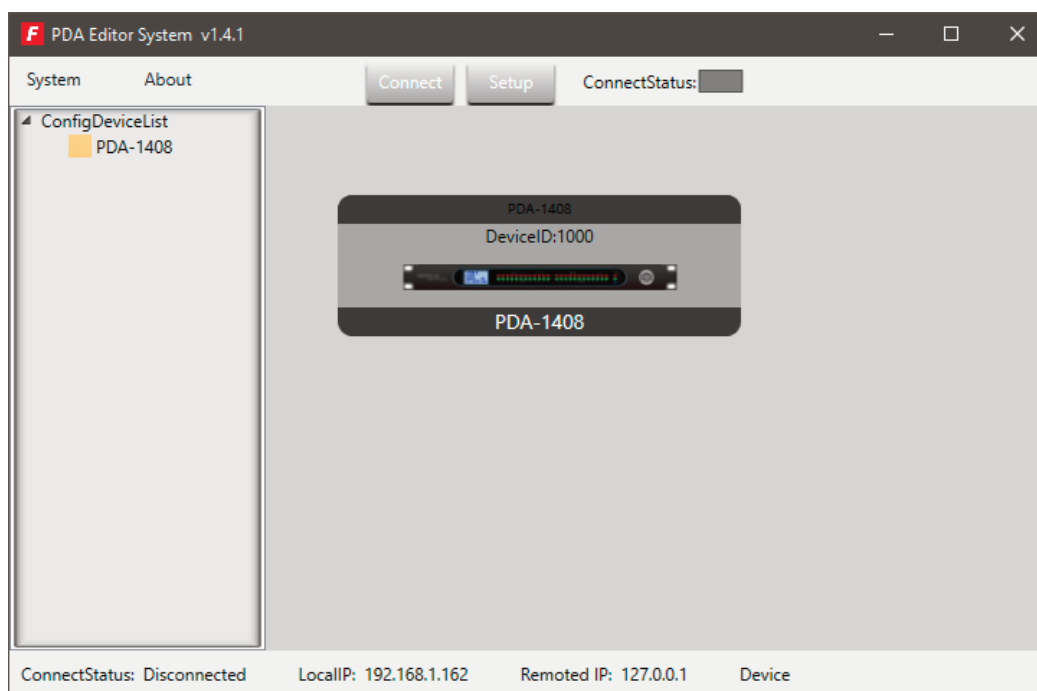 F PDA Editor System v1.4.1
System About Connect Setup ConnectStatus:
ConfigDeviceList
PDA-1408
PDA-1408
DeviceID:1000
PDA-1408
ConnectStatus: Disconnected LocalIP: 192.168.1.162 Remoted IP: 127.0.0.1 Device